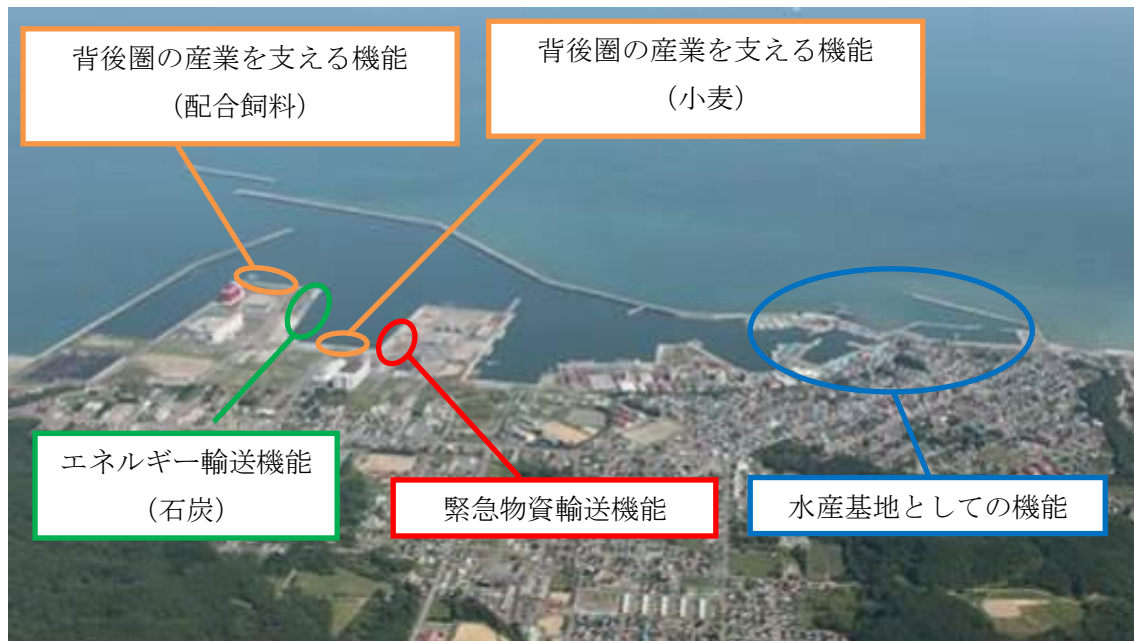 背後圏の産業を支える機能
（配合飼料）
背後圏の産業を支える機能
（小麦）
エネルギー輸送機能
（石炭）
緊急物資輸送機能
水産基地としての機能